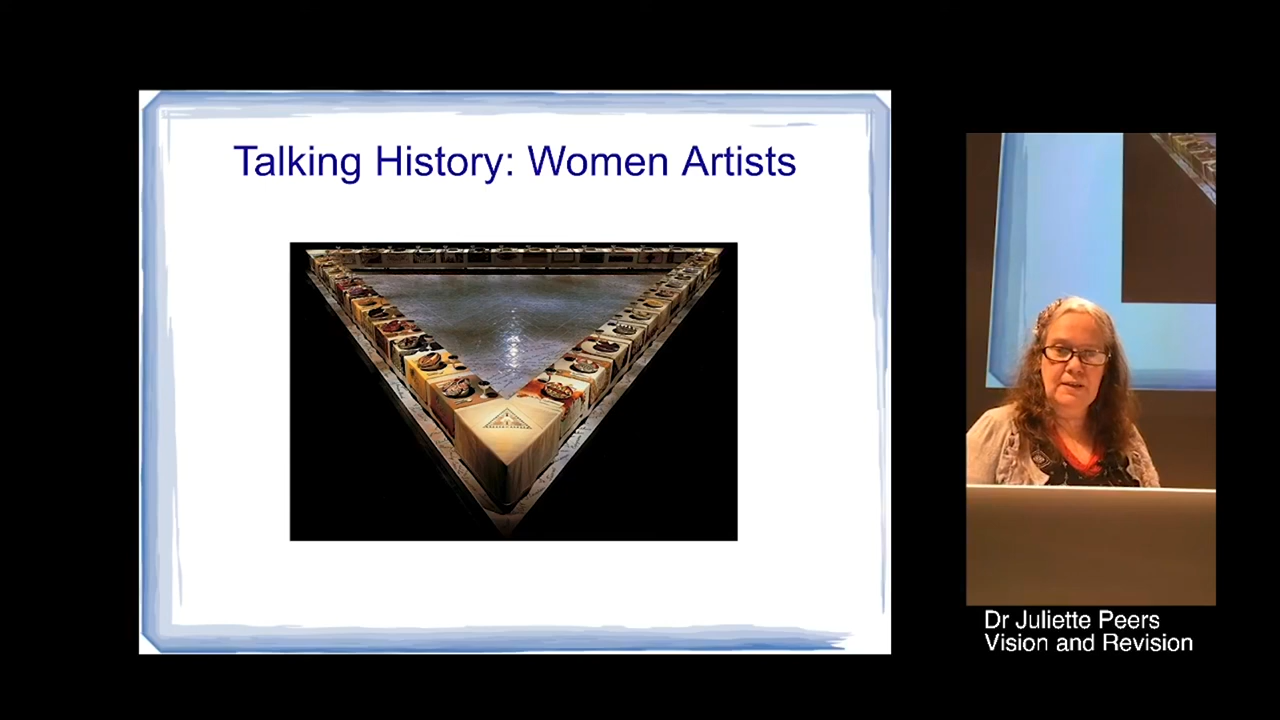 Talking History: Women Artists
Dr Juliette Peers
Vision and Revision